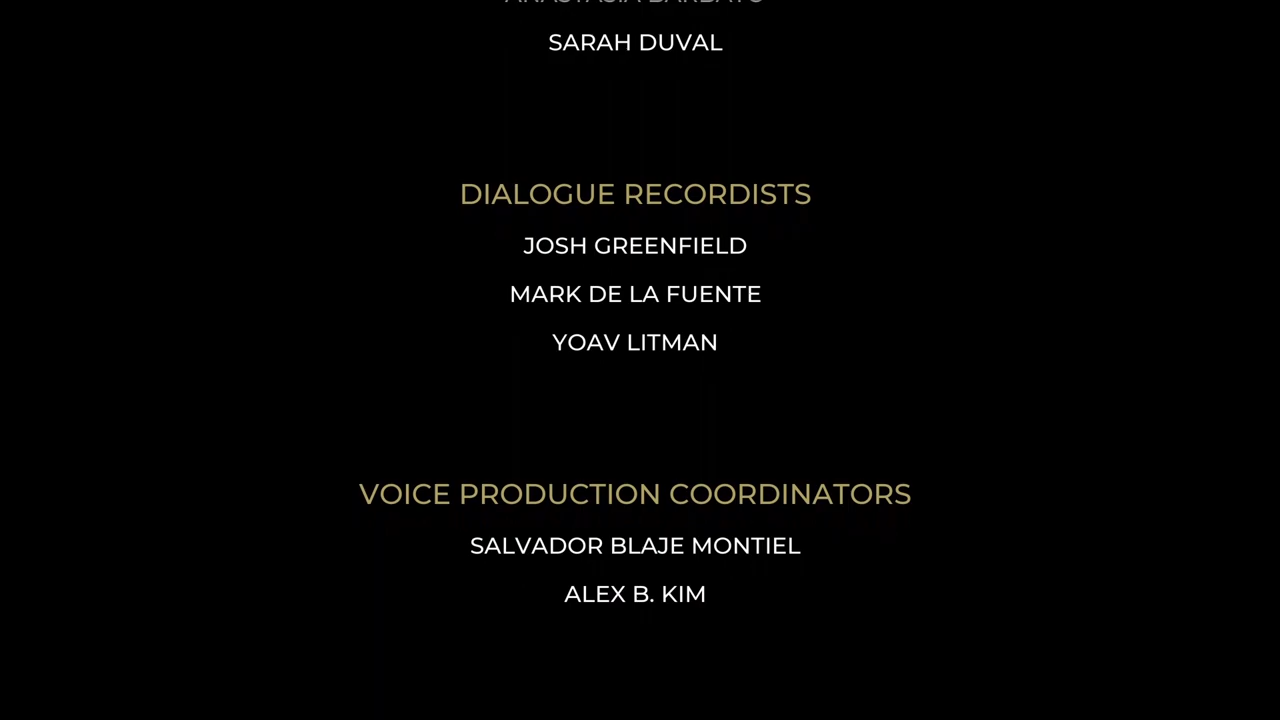 SARAH DUVAL
DIALOGUE RECORDISTS
JOSH GREENFIELD
MARK DE LA FUENTE
YOAV LITMAN
VOICE PRODUCTION COORDINATORS
SALVADOR BLAJE MONTIEL
ALEX B. KIM